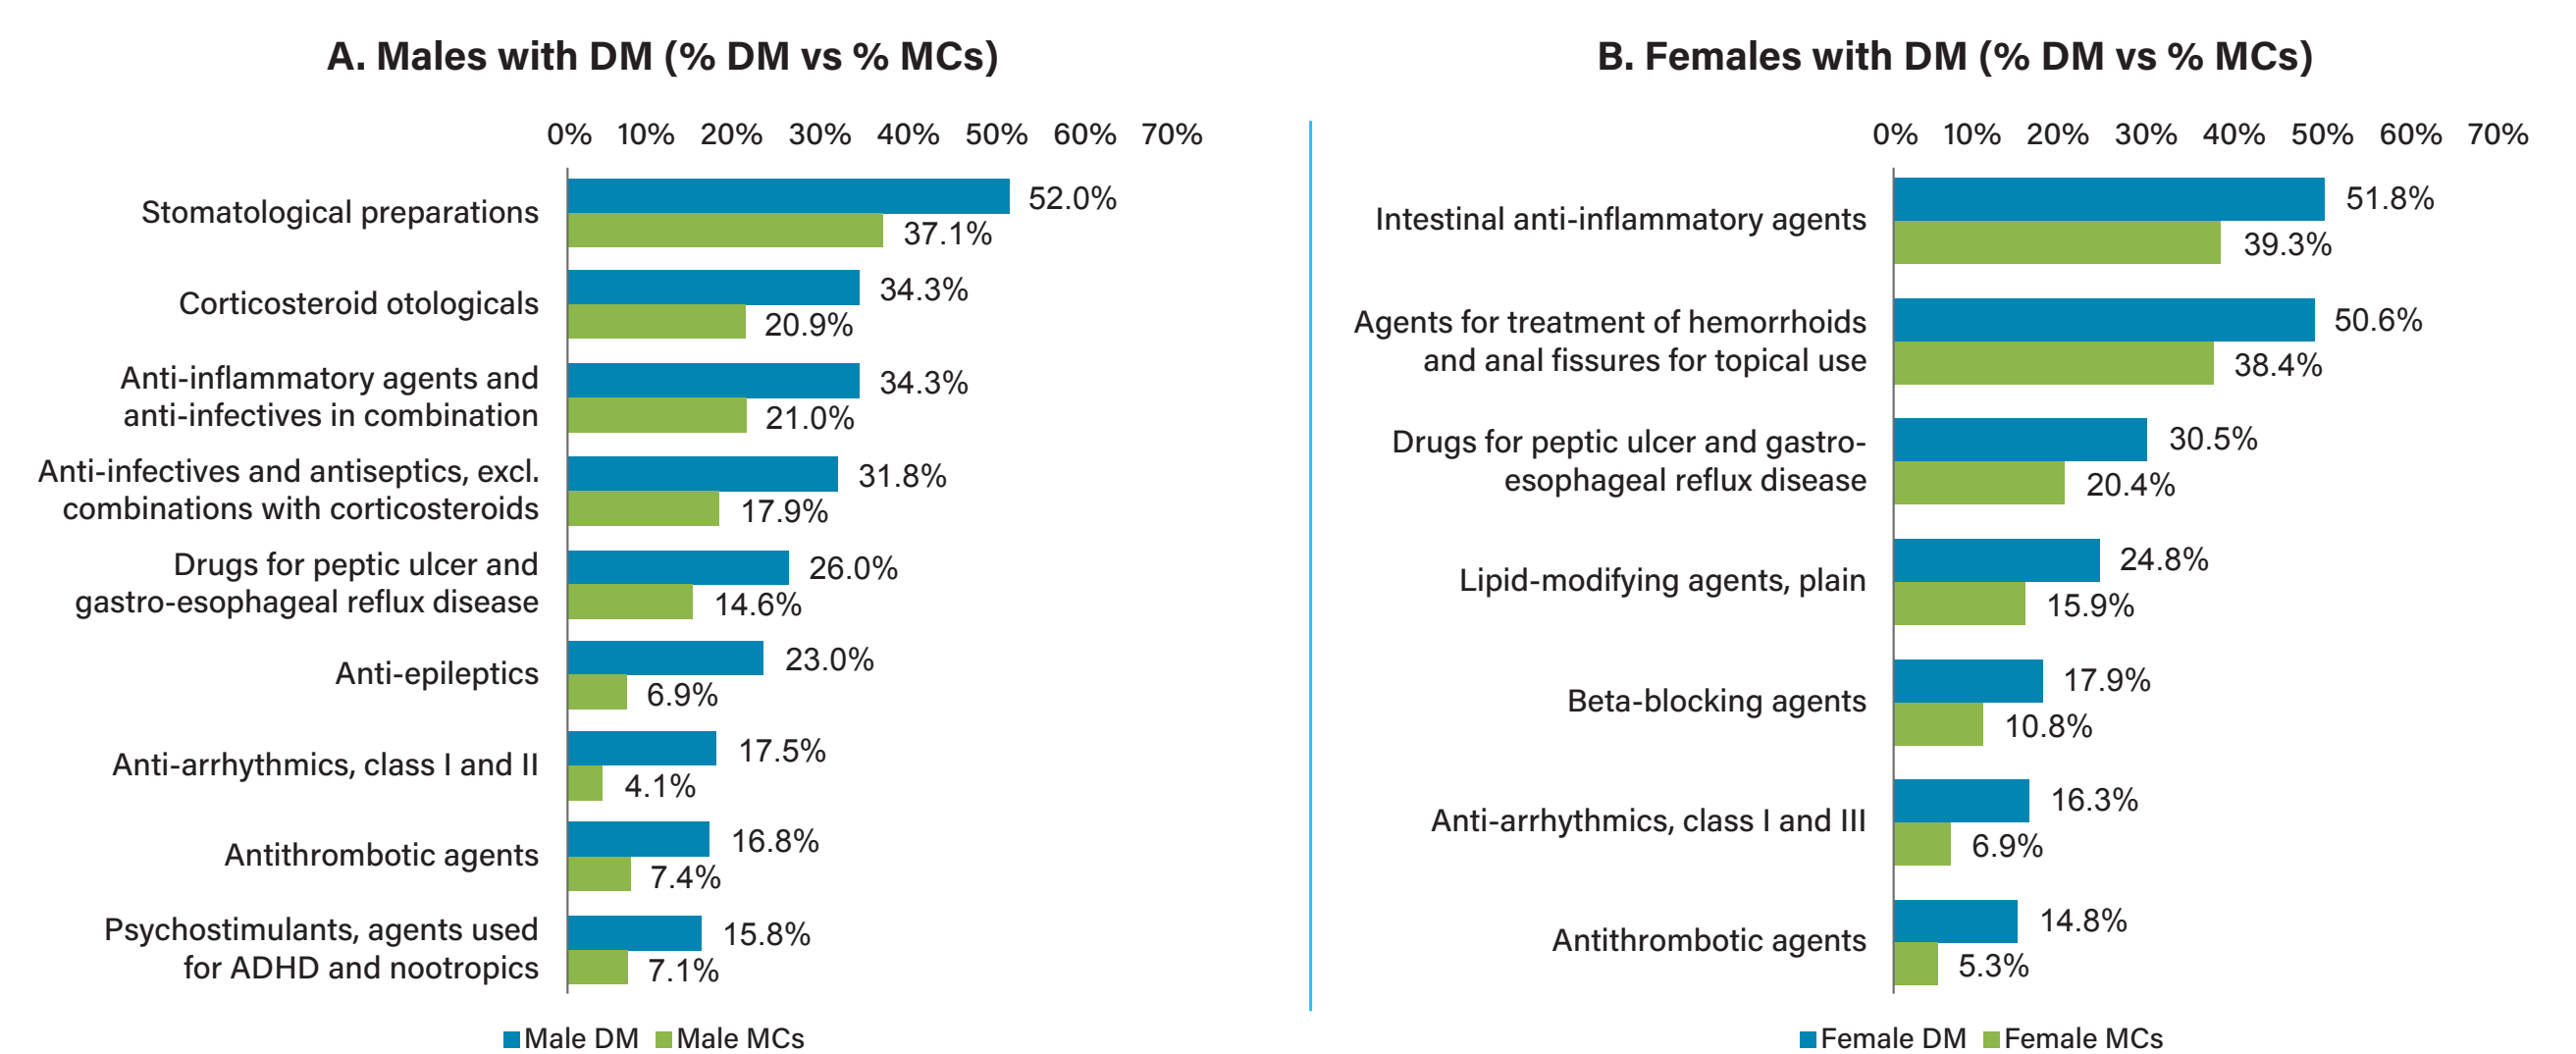 A. Males with DM (% DM vs % MCs)
0% 10% 20% 30% 40% 50% 60% 70%
Stomatological preparations
52.0%
37.1%
Corticosteroid otologicals
34.3%
20.9%
Anti-inflammatory agents and
anti-infectives in combination
34.3%
21.0%
Anti-infectives and antiseptics, excl.
combinations with corticosteroids
31.8%
17.9%
Drugs for peptic ulcer and
gastro-esophageal reflux disease
26.0%
14.6%
Anti-epileptics
23.0%
6.9%
Anti-arrhythmics, class I and II
17.5%
4.1%
Antithrombotic agents
16.8%
7.4%
Psychostimulants, agents used
for ADHD and nootropics
15.8%
7.1%
Male DM Male MCs
B. Females with DM (% DM vs % MCs)
0% 10% 20% 30% 40% 50% 60% 70%
Intestinal anti-inflammatory agents
51.8%
39.3%
Agents for treatment of hemorrhoids
and anal fissures for topical use
50.6%
38.4%
Drugs for peptic ulcer and gastro-
esophageal reflux disease
30.5%
20.4%
Lipid-modifying agents, plain
24.8%
15.9%
Beta-blocking agents
17.9%
10.8%
Anti-arrhythmics, class I and III
16.3%
6.9%
Antithrombotic agents
14.8%
5.3%
Female DM Female MCs